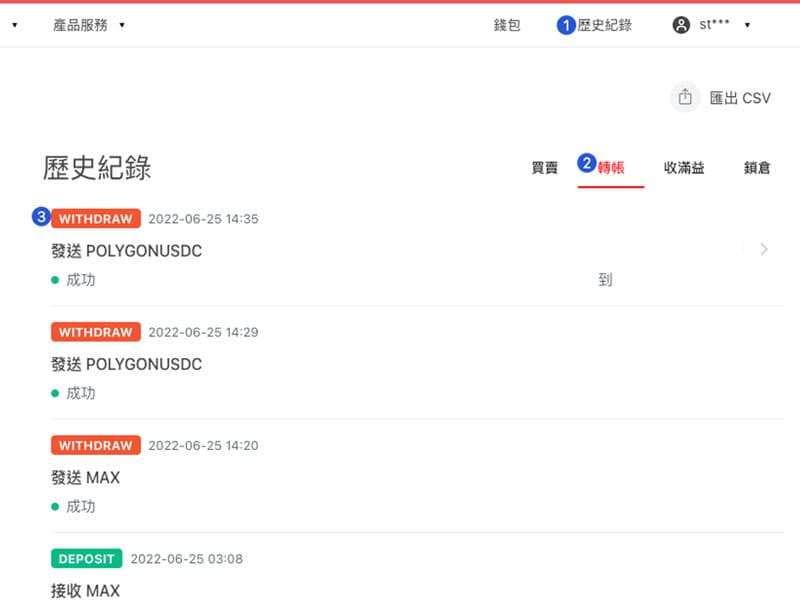 產品服務 錢包 1 歷史紀錄 st***
匯出 CSV
歷史紀錄 買賣 2 轉帳 收滿益 鎖倉
3 WITHDRAW 2022-06-25 14:35
發送 POLYGONUSDC
成功 到
WITHDRAW 2022-06-25 14:29
發送 POLYGONUSDC
成功
WITHDRAW 2022-06-25 14:20
發送 MAX
成功
DEPOSIT 2022-06-25 03:08
接收 MAX